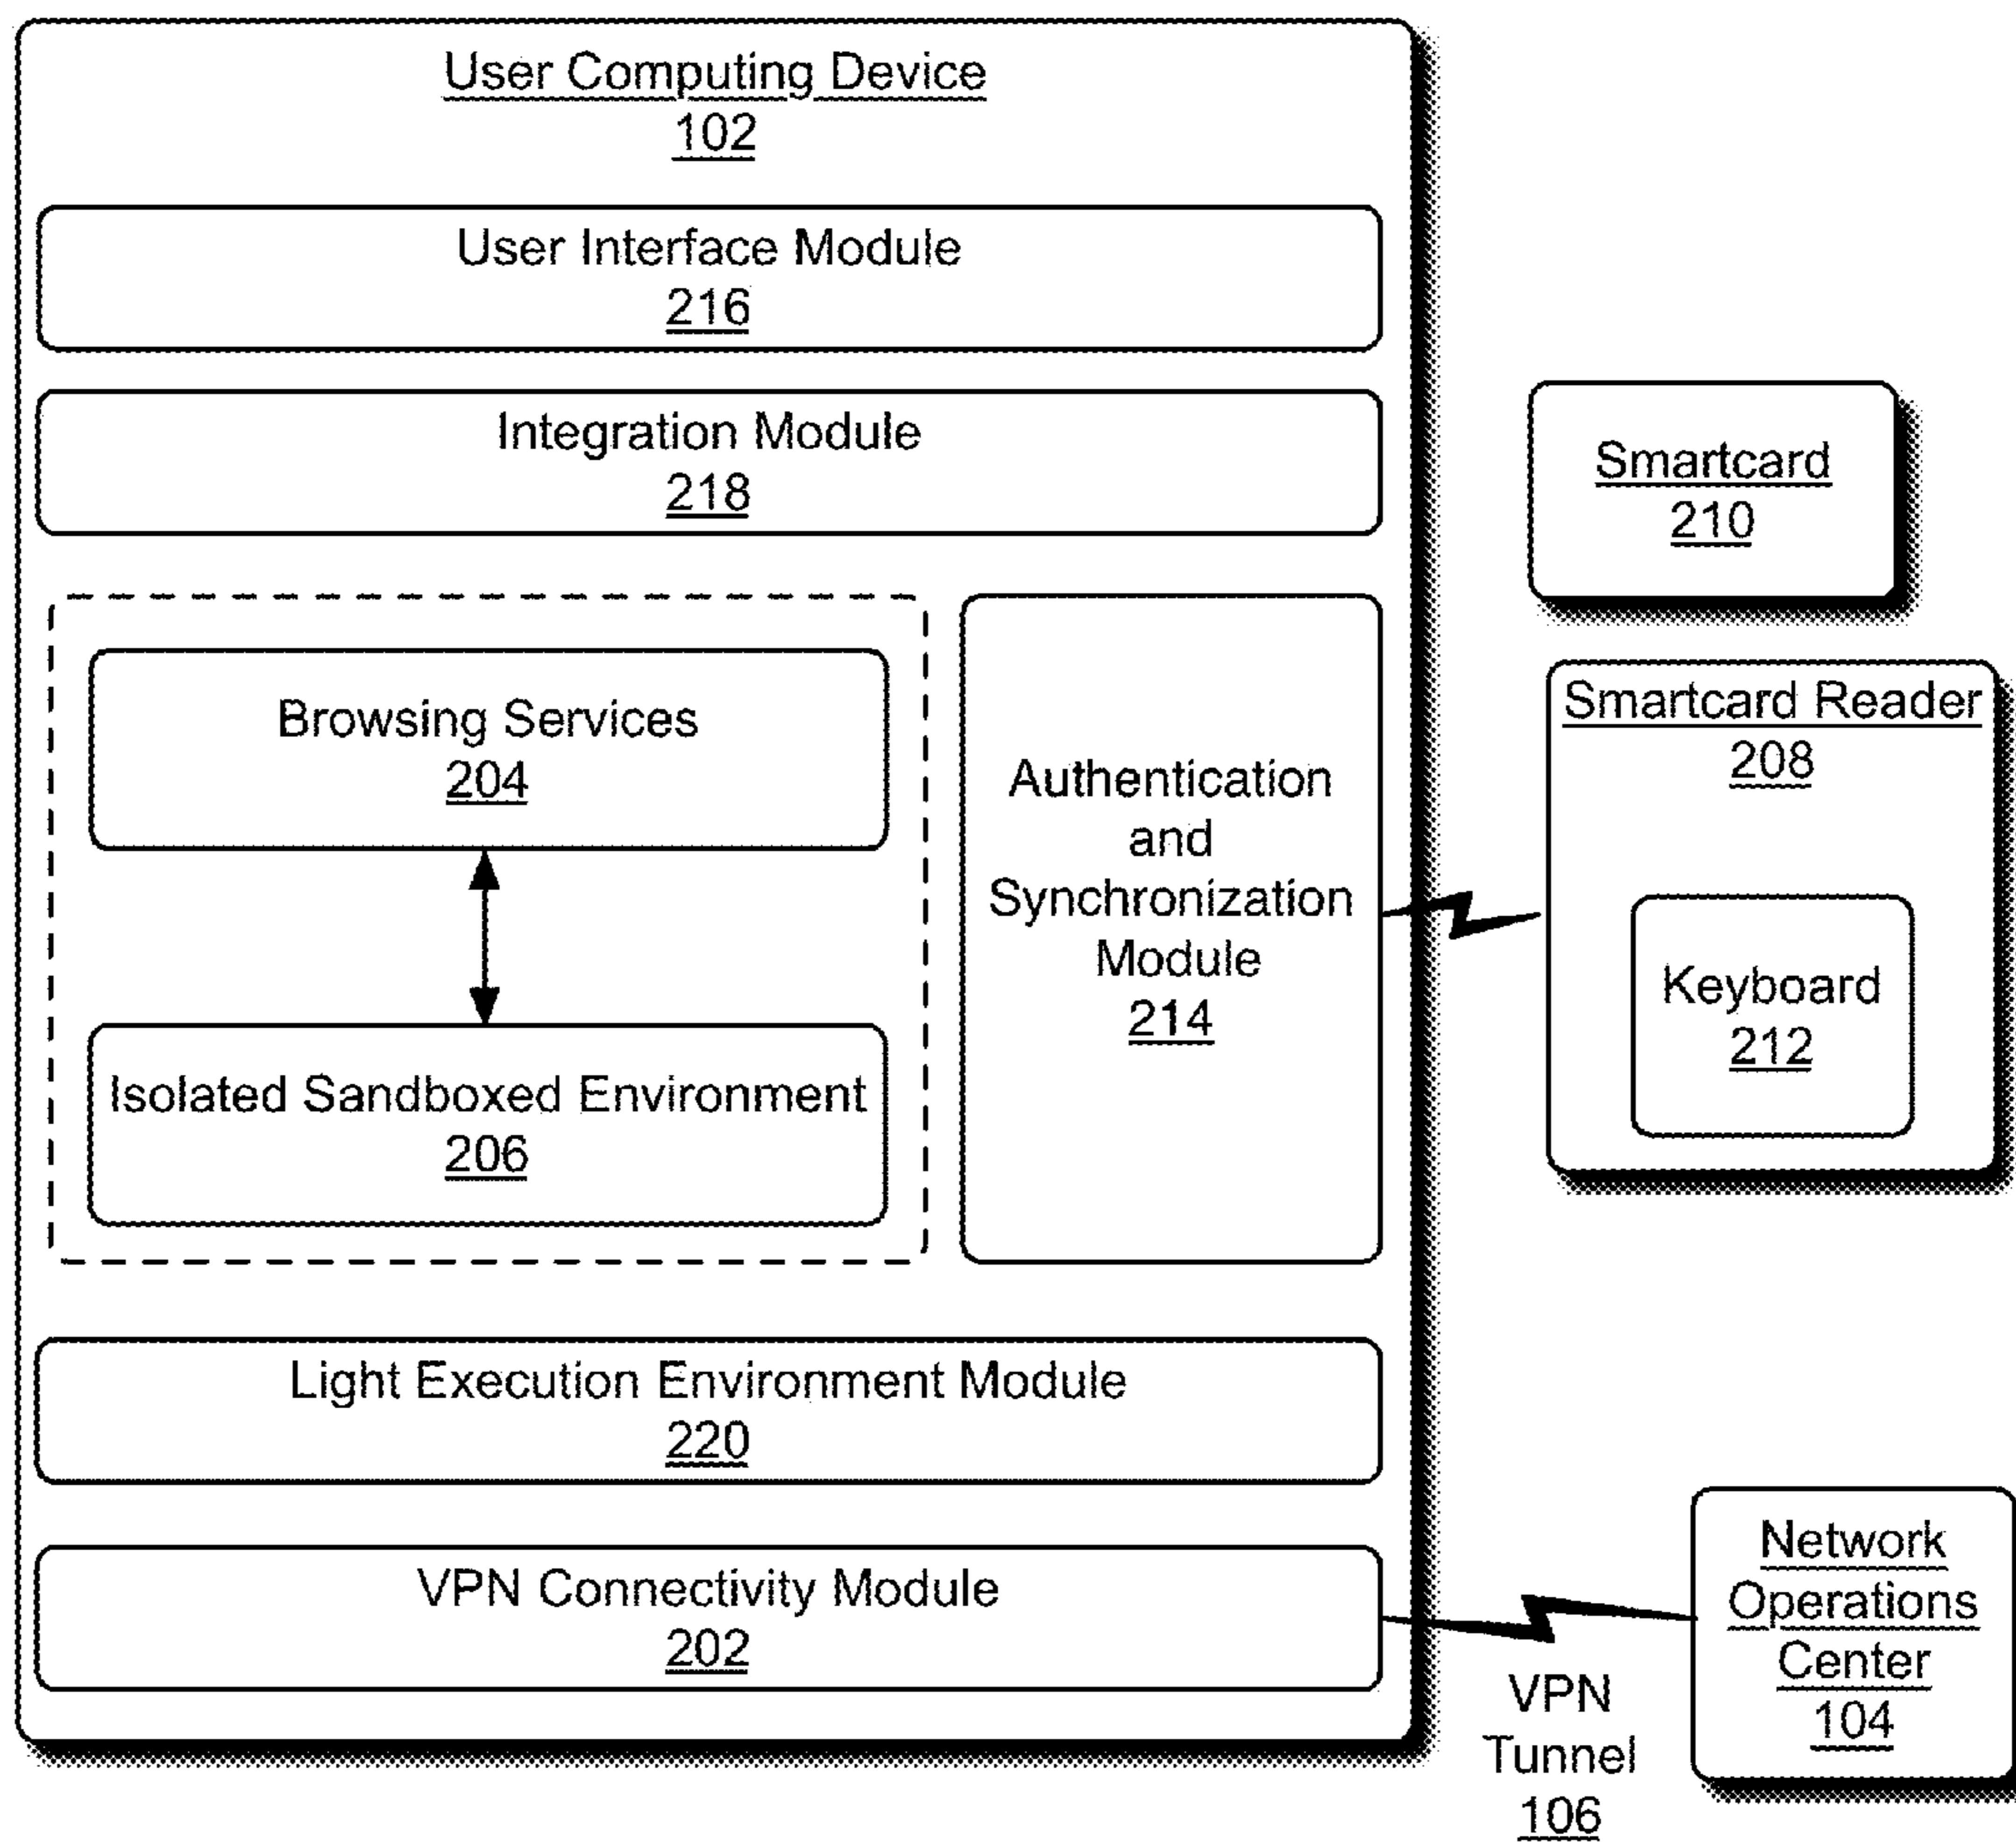 User Computing Device
102
User Interface Module
216
Integration Module
218
Browsing Services
204
Isolated Sandboxed Environment
206
Authentication
and
Synchronization
Module
214
Light Execution Environment Module
220
VPN Connectivity Module
202
Smartcard
210
Smartcard Reader
208
Keyboard
212
VPN
Tunnel
106
Network
Operations
Center
104